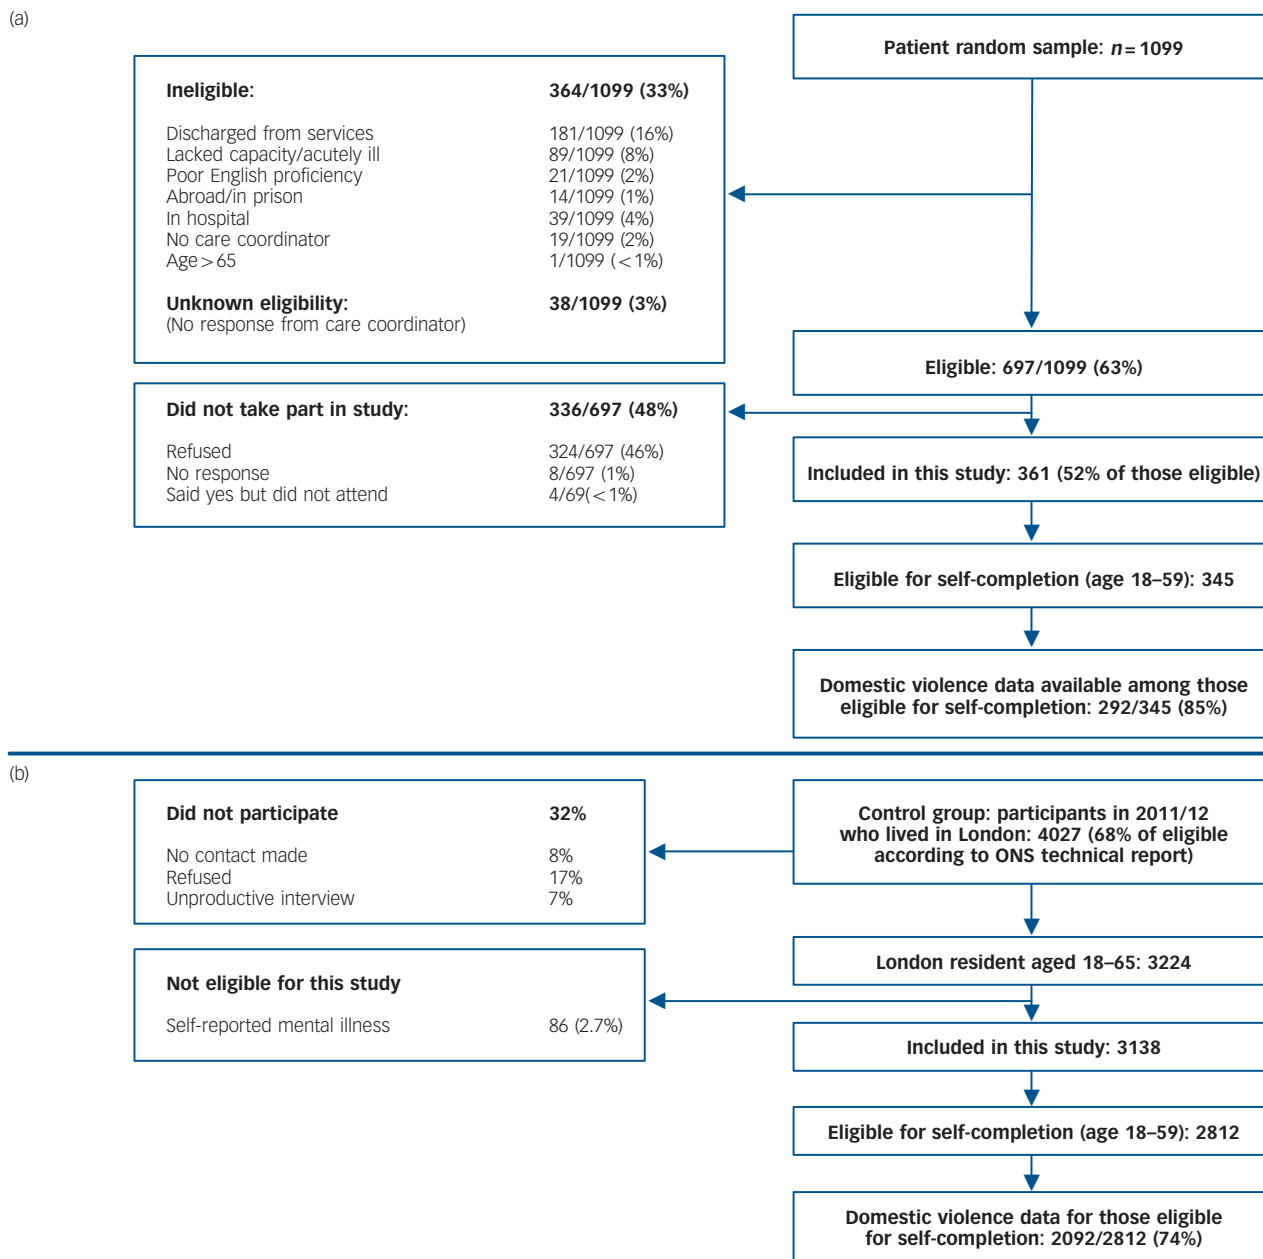 (a)
Patient random sample: n=1099
Ineligible: 364/1099 (33%)
Discharged from services 181/1099 (16%)
Lacked capacity/acutely ill 89/1099 (8%)
Poor English proficiency 21/1099 (2%)
Abroad/in prison 14/1099 (1%)
In hospital 39/1099 (4%)
No care coordinator 19/1099 (2%)
Age>65 1/1099 (<1%)
Unknown eligibility: 38/1099 (3%)
(No response from care coordinator)
Eligible: 697/1099 (63%)
Did not take part in study: 336/697 (48%)
Refused 324/697 (46%)
No response 8/697 (1%)
Said yes but did not attend 4/69(<1%)
Included in this study: 361 (52% of those eligible)
Eligible for self-completion (age 18–59): 345
Domestic violence data available among those
eligible for self-completion: 292/345 (85%)
(b)
Control group: participants in 2011/12
who lived in London: 4027 (68% of eligible
according to ONS technical report)
Did not participate 32%
No contact made 8%
Refused 17%
Unproductive interview 7%
London resident aged 18–65: 3224
Not eligible for this study
Self-reported mental illness 86 (2.7%)
Included in this study: 3138
Eligible for self-completion (age 18–59): 2812
Domestic violence data for those eligible
for self-completion: 2092/2812 (74%)